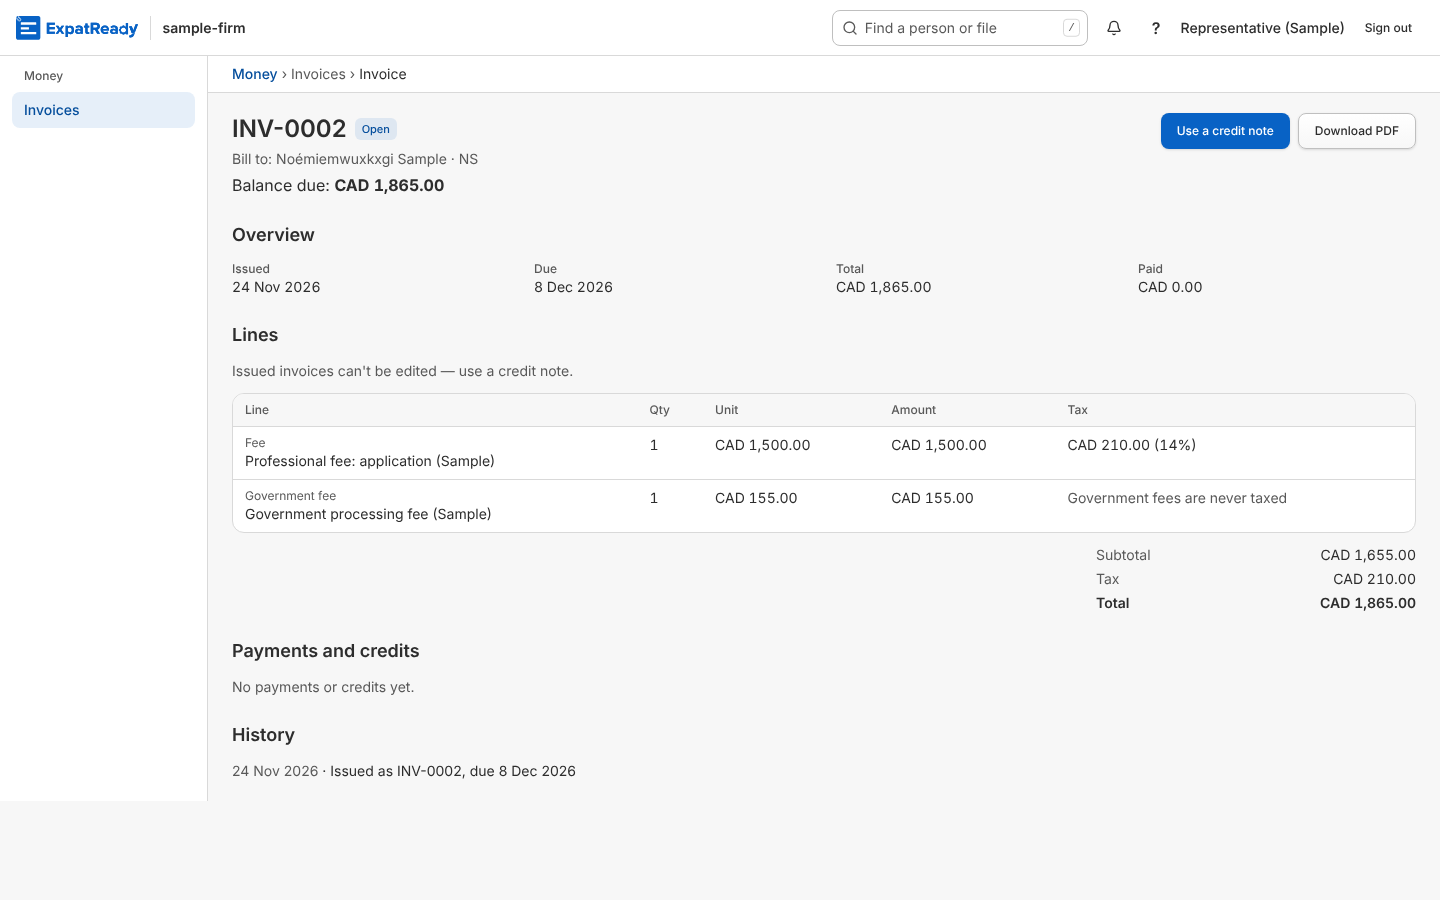 ExpatReady
sample-firm
Find a person or file
/
?
Representative (Sample)
Sign out
Money
Invoices
Money › Invoices › Invoice
INV-0002
Open
Use a credit note
Download PDF
Bill to: Noémiemwuxkxgi Sample · NS
Balance due: CAD 1,865.00
Overview
Issued
24 Nov 2026
Due
8 Dec 2026
Total
CAD 1,865.00
Paid
CAD 0.00
Lines
Issued invoices can't be edited — use a credit note.
Line Qty Unit Amount Tax
Fee
Professional fee: application (Sample)
1 CAD 1,500.00 CAD 1,500.00 CAD 210.00 (14%)
Government fee
Government processing fee (Sample)
1 CAD 155.00 CAD 155.00 Government fees are never taxed
Subtotal CAD 1,655.00
Tax CAD 210.00
Total CAD 1,865.00
Payments and credits
No payments or credits yet.
History
24 Nov 2026 · Issued as INV-0002, due 8 Dec 2026